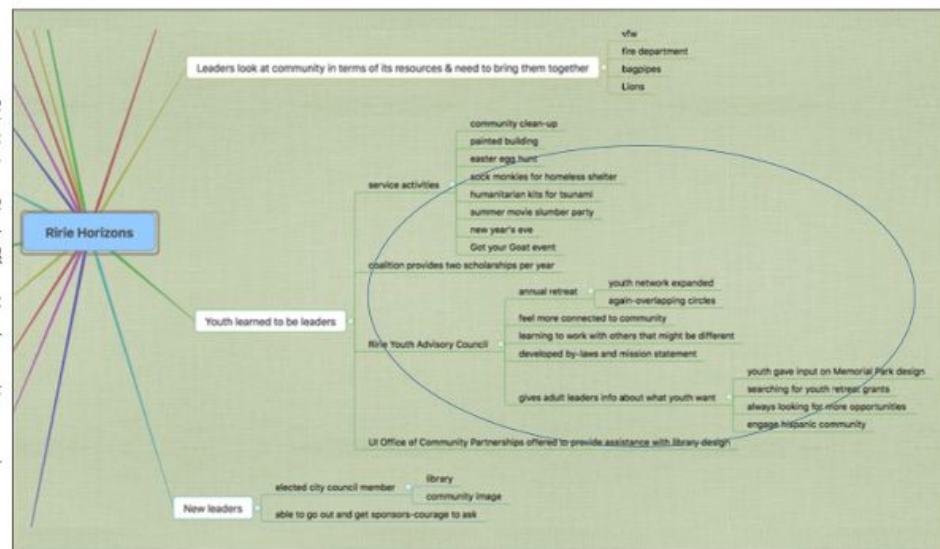 vfw
fire department
Leaders look at community in terms of its resources & need to bring them together
bagpipes
Lions
community clean-up
painted building
easter egg hunt
service activities
sock monkies for homeless shelter
humanitarian kits for tsunami
summer movie slumber party
new year's eve
Got your Goat event
Ririe Horizons
coalition provides two scholarships per year
annual retreat
youth network expanded
again-overlapping circles
Youth learned to be leaders
feel more connected to community
learning to work with others that might be different
Ririe Youth Advisory Council
developed by-laws and mission statement
youth gave input on Memorial Park design
searching for youth retreat grants
gives adult leaders info about what youth want
always looking for more opportunities
engage hispanic community
UI Office of Community Partnerships offered to provide assistance with library design
New leaders
elected city council member
library
community image
able to go out and get sponsors-courage to ask